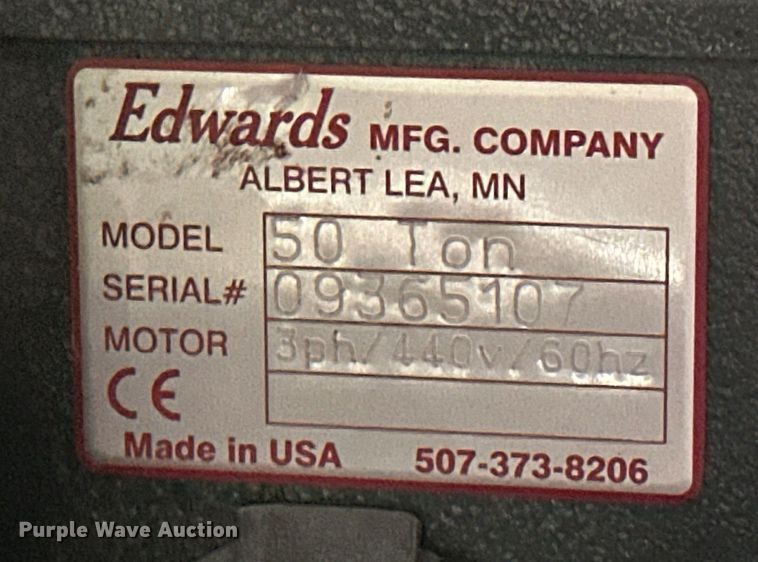 Edwards MFG. COMPANY
ALBERT LEA, MN
MODEL 50 Ton
SERIAL# 09365107
MOTOR 3ph/440v/60hz
CE
Made in USA 507-373-8206
Purple Wave Auction